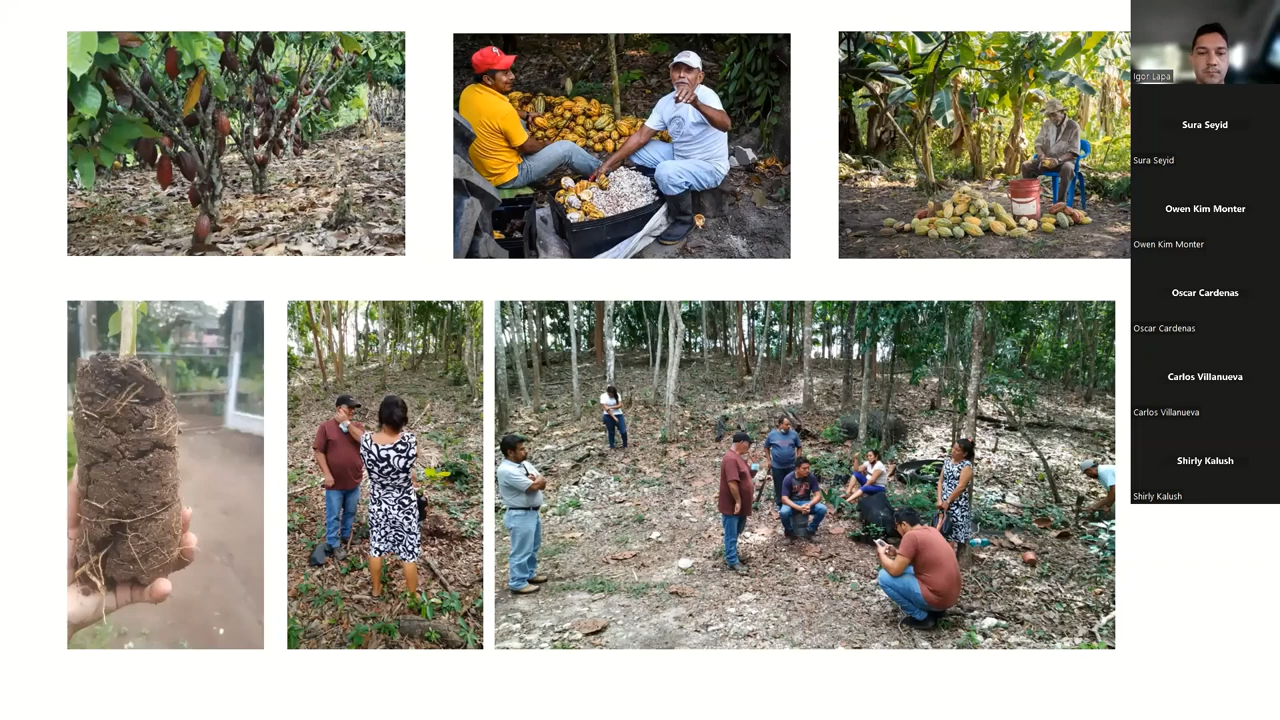 Igor Lapa
Sura Seyid
Sura Seyid
Owen Kim Monter
Owen Kim Monter
Oscar Cardenas
Oscar Cardenas
Carlos Villanueva
Carlos Villanueva
Shirly Kalush
Shirly Kalush